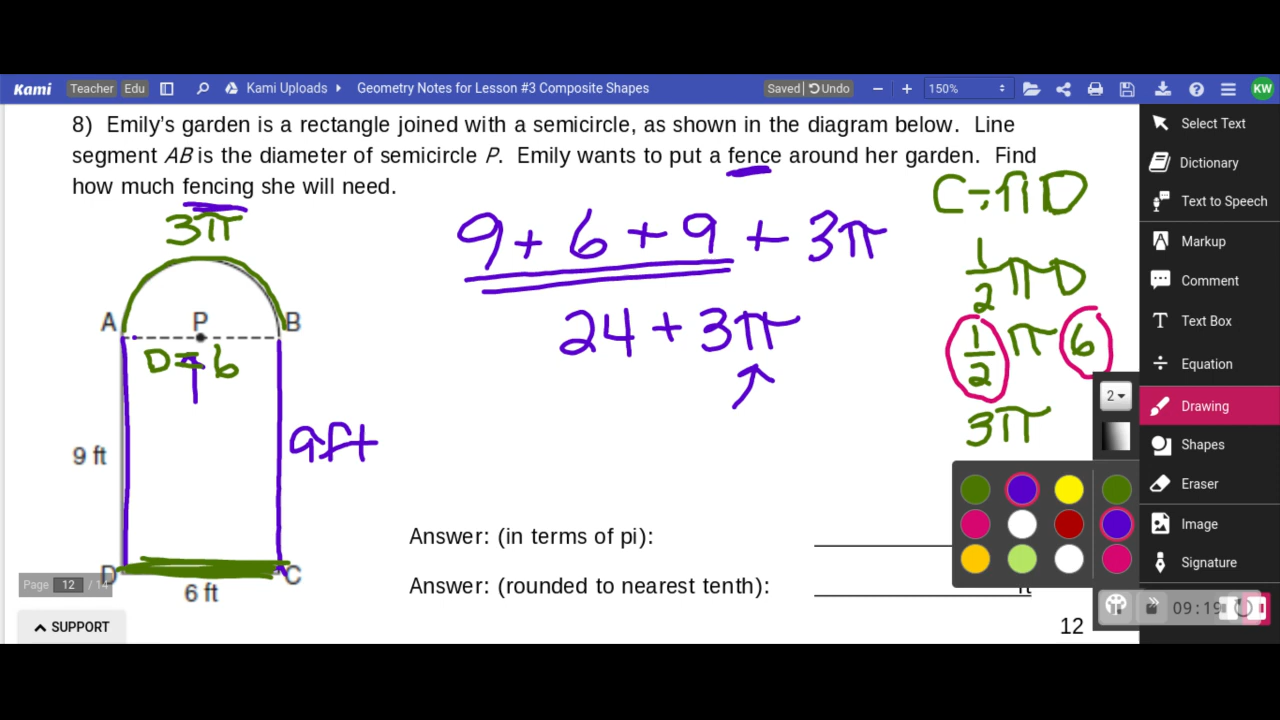 Kami Teacher Edu Kami Uploads Geometry Notes for Lesson #3 Composite Shapes Saved Undo 150% KW
8) Emily's garden is a rectangle joined with a semicircle, as shown in the diagram below. Line
segment AB is the diameter of semicircle P. Emily wants to put a fence around her garden. Find
how much fencing she will need.
3π
A P B
D = 6
9 ft
9ft
D C
6 ft
9 + 6 + 9 + 3π
24 + 3π
C = πD
1/2 πD
1/2 π 6
3π
Answer: (in terms of pi):
Answer: (rounded to nearest tenth): ft
12
Page 12 / 14
SUPPORT
Select Text
Dictionary
Text to Speech
Markup
Comment
Text Box
Equation
Drawing
Shapes
Eraser
Image
Signature
2
09:19